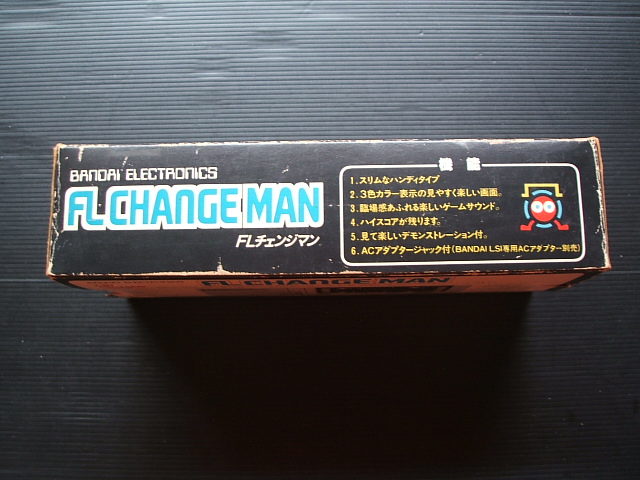 BANDAI ELECTRONICS
FL CHANGE MAN
FLチェンジマン
機能
1. スリムなハンディタイプ
2. 3色カラー表示の見やすく楽しい画面。
3. 臨場感あふれる楽しいゲームサウンド。
4. ハイスコアが残ります。
5. 見て楽しいデモンストレーション付。
6. ACアダプタージャック付(BANDAI LSI専用ACアダプター別売)
FL CHANGE MAN